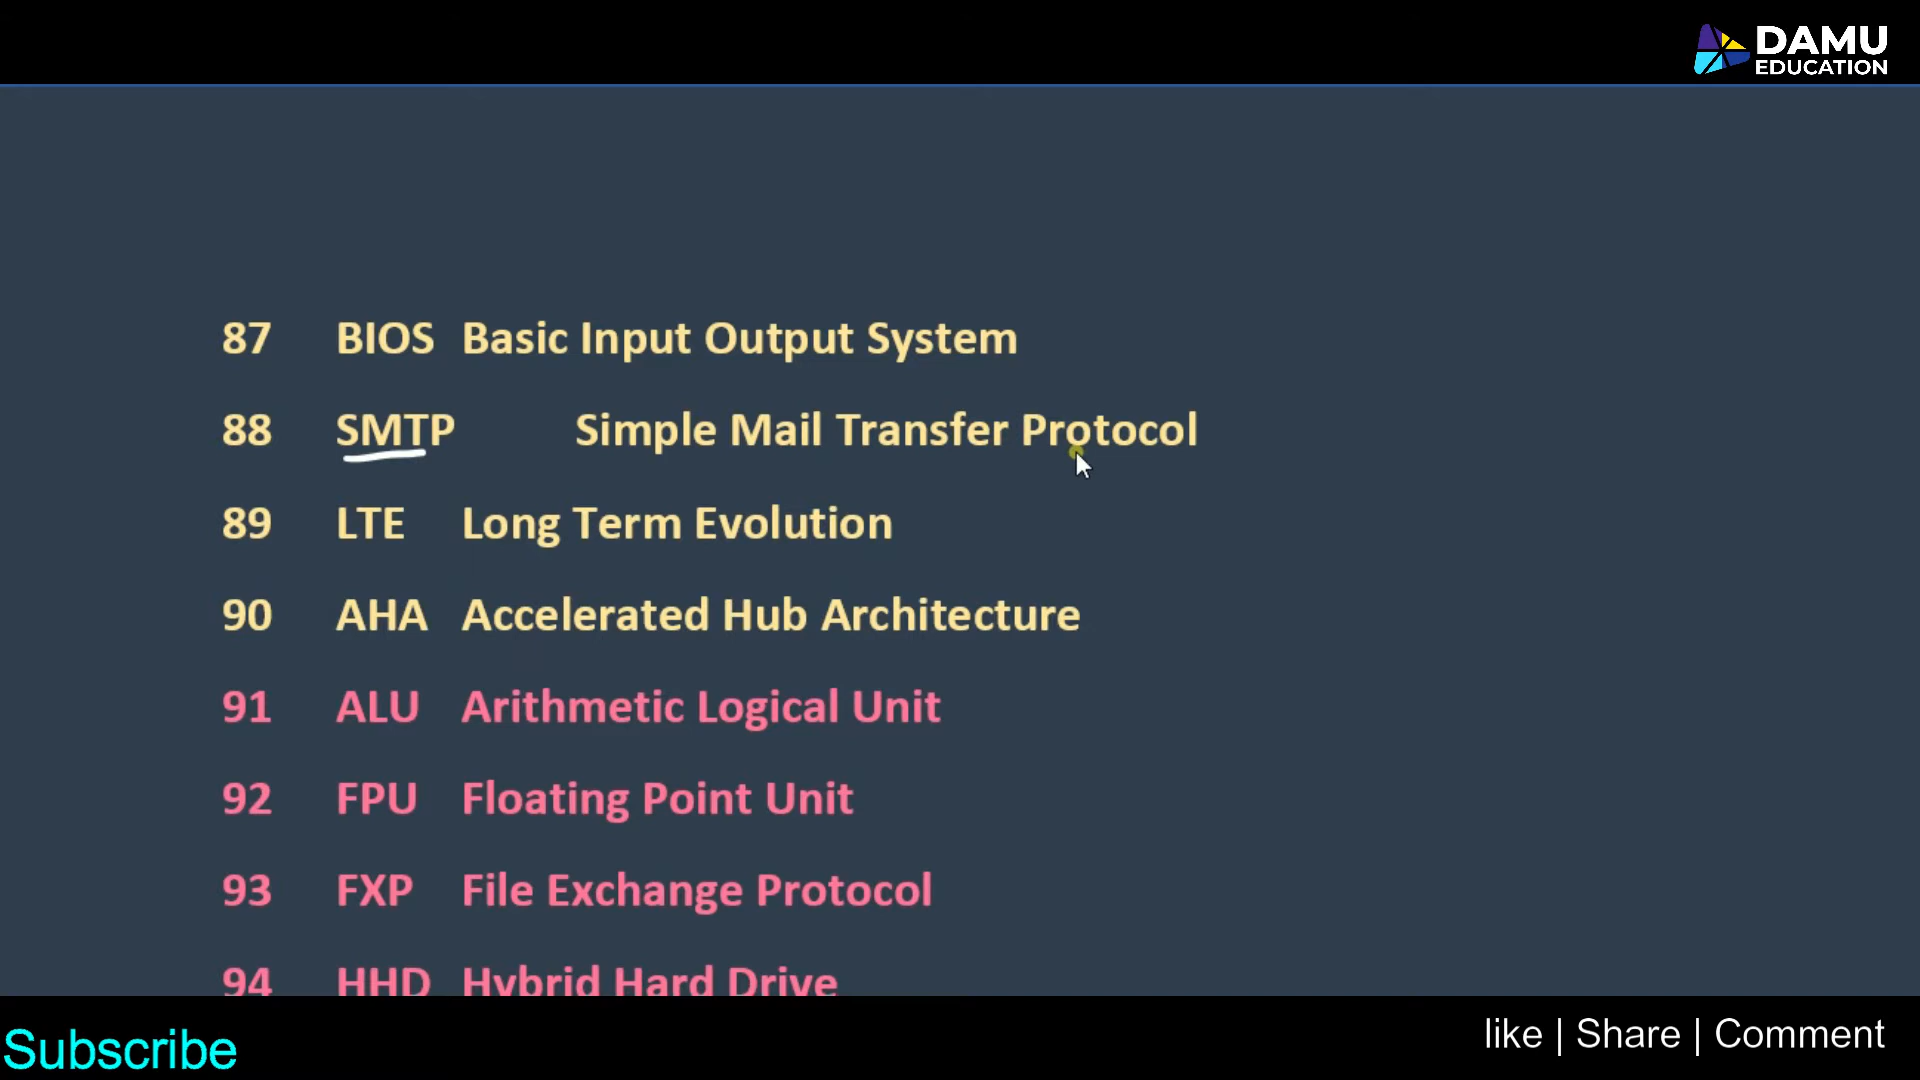 DAMU
EDUCATION
87 BIOS Basic Input Output System
88 SMTP Simple Mail Transfer Protocol
89 LTE Long Term Evolution
90 AHA Accelerated Hub Architecture
91 ALU Arithmetic Logical Unit
92 FPU Floating Point Unit
93 FXP File Exchange Protocol
94 HHD Hybrid Hard Drive
Subscribe
like | Share | Comment